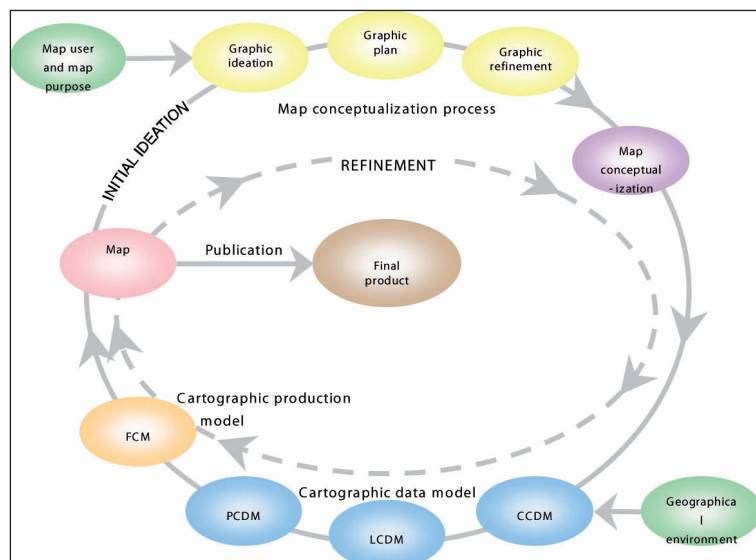 Map user
and map
purpose
Graphic
ideation
Graphic
plan
Graphic
refinement
Map conceptualization process
INITIAL IDEATION
Map
conceptual
-ization
REFINEMENT
Map
Publication
Final
product
Cartographic production
model
FCM
Cartographic data model
PCDM
LCDM
CCDM
Geographica
l
environment